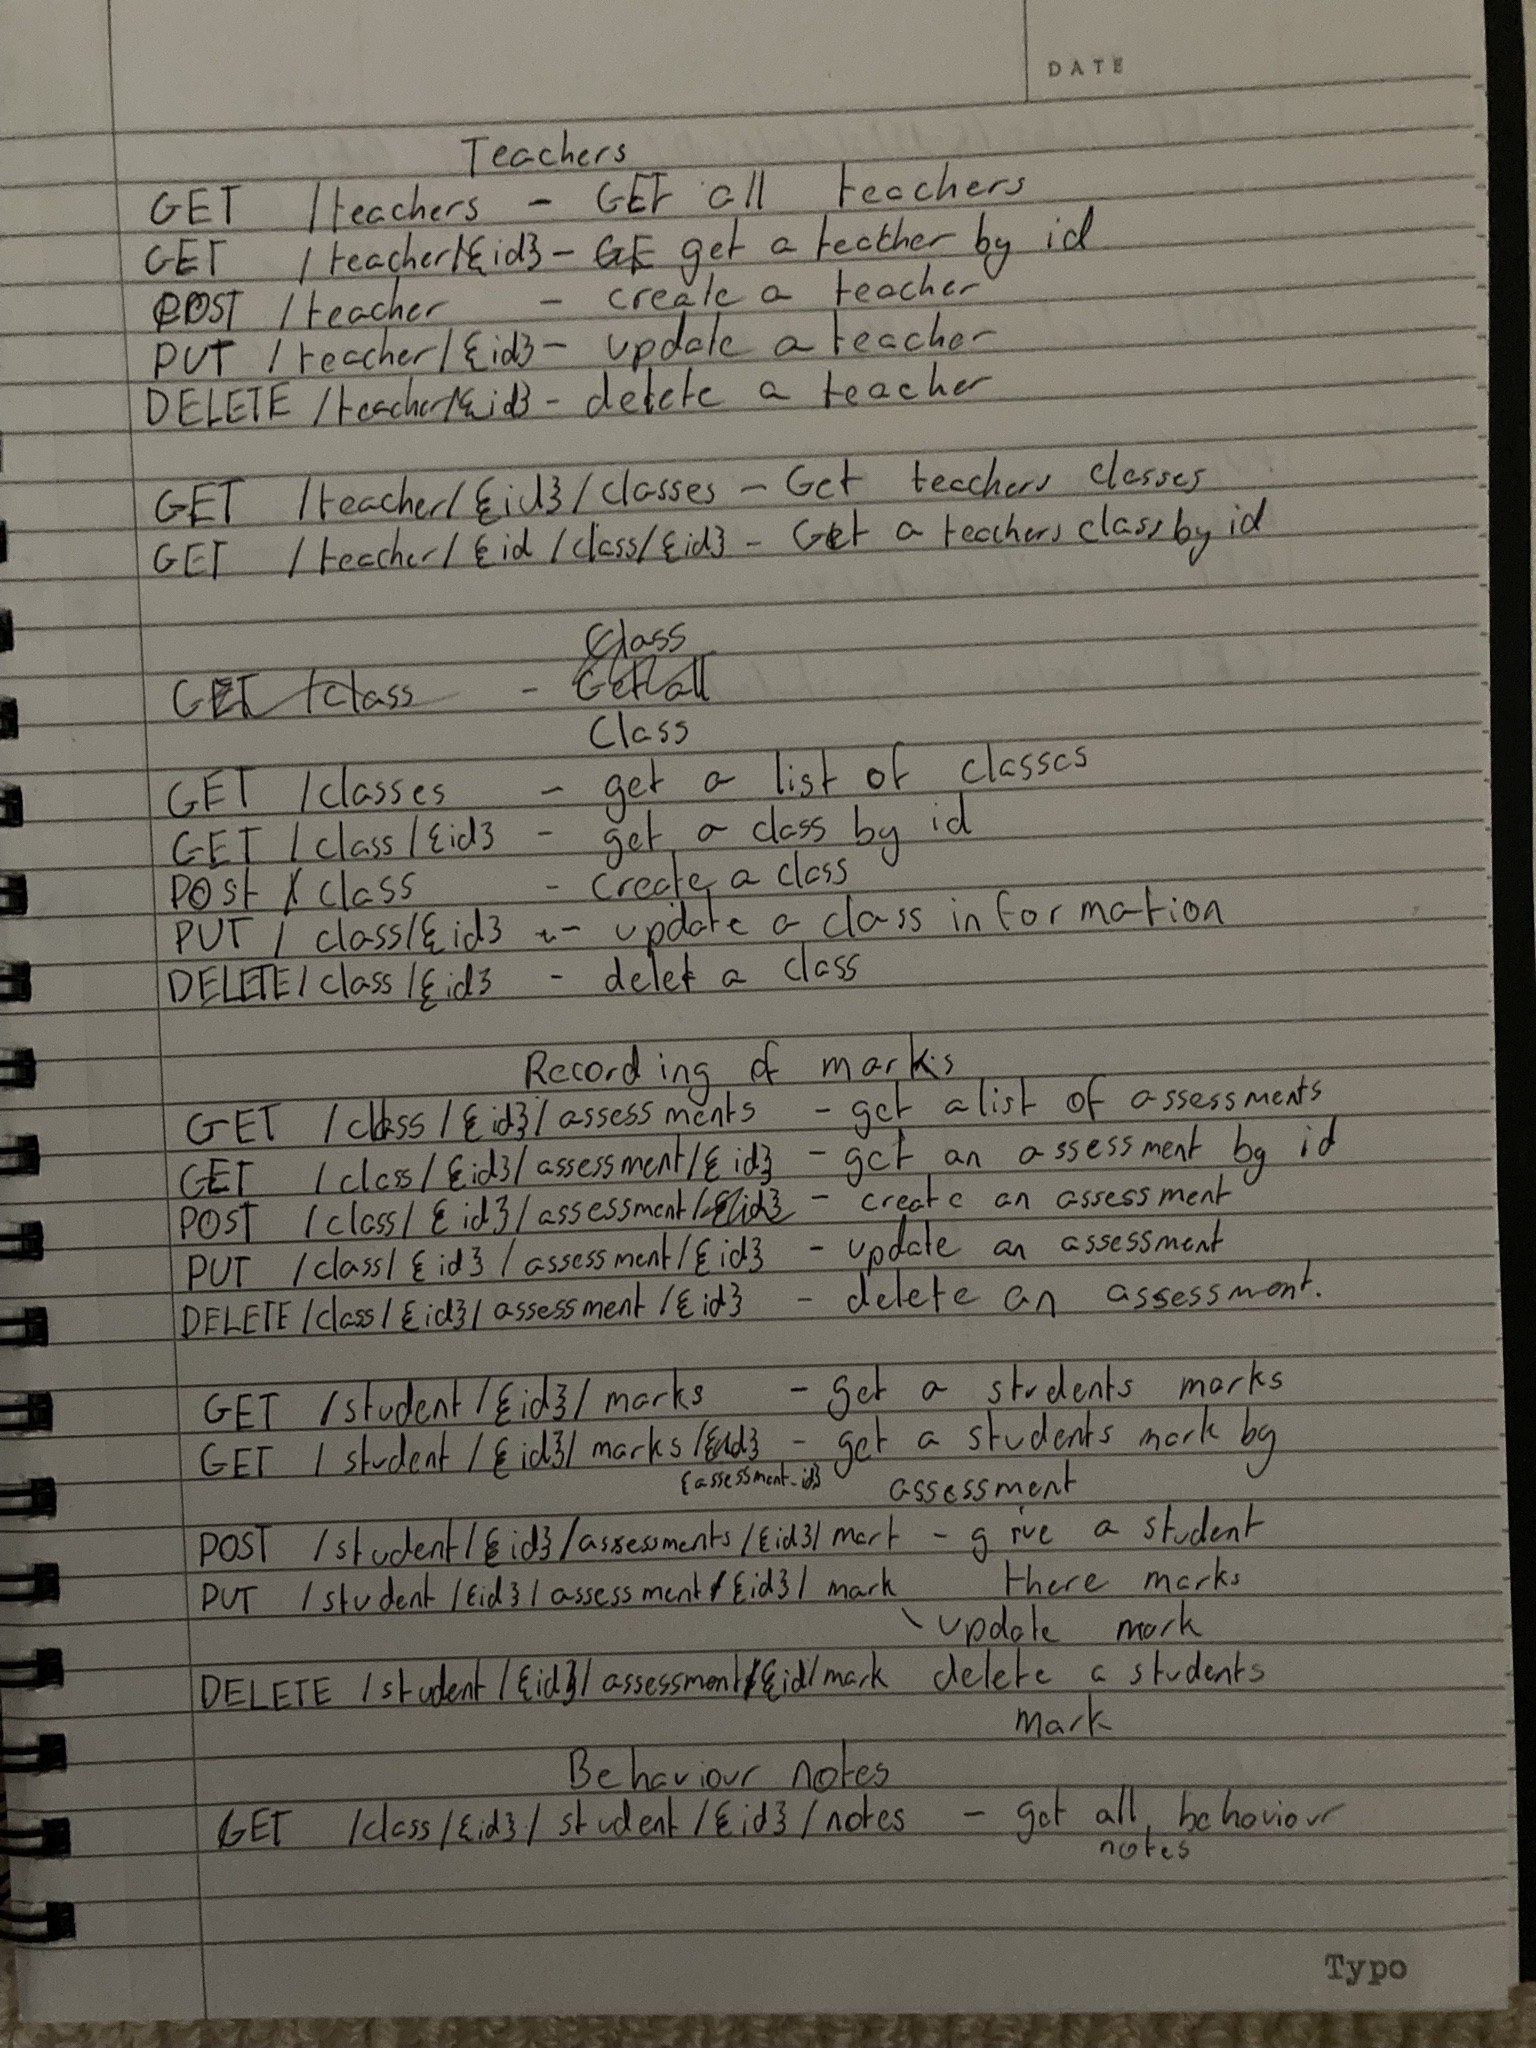 DATE
Teachers
GET /teachers - GET all teachers
GET /teacher/{id} - GE get a teather by id
POST /teacher - create a teacher
PUT /teacher/{id} - update a teacher
DELETE /teacher/{id} - delete a teacher
GET /teacher/{id}/classes - Get teachers classes
GET /teacher/{id /class/{id} - Get a teachers class by id
Class
GET /class - Get all
Class
GET /classes - get a list of classes
GET /class/{id} - get a class by id
POST /class - create a class
PUT / class/{id} - update a class information
DELETE/class/{id} - delet a class
Recording of marks
GET /class/{id}/assessments - get a list of assessments
GET /class/{id}/assessment/{id} - get an assessment by id
POST /class/{id}/assessment/{id} - create an assessment
PUT /class/{id}/assessment/{id} - update an assessment
DELETE/class/{id}/assessment/{id} - delete an assessment.
GET /student/{id}/marks - get a students marks
GET /student/{id}/marks/{id} - get a students mark by
{assessment_id} assessment
POST /student/{id}/assessments/{id}/mark - give a student
PUT /student/{id}/assessment/{id}/mark there marks
update mark
DELETE /student/{id}/assessment/{id/mark delete a students
mark
Behaviour notes
GET /class/{id}/student/{id}/notes - get all behaviour
notes
Typo